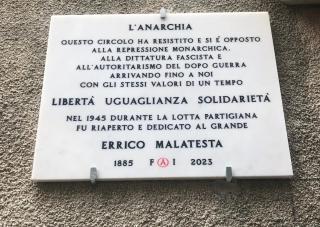 L'ANARCHIA
QUESTO CIRCOLO HA RESISTITO E SI É OPPOSTO
ALLA REPRESSIONE MONARCHICA,
ALLA DITTATURA FASCISTA E
ALL'AUTORITARISMO DEL DOPO GUERRA
ARRIVANDO FINO A NOI
CON GLI STESSI VALORI DI UN TEMPO
LIBERTÁ UGUAGLIANZA SOLIDARIETÁ
NEL 1945 DURANTE LA LOTTA PARTIGIANA
FU RIAPERTO E DEDICATO AL GRANDE
ERRICO MALATESTA
1885 F A I 2023